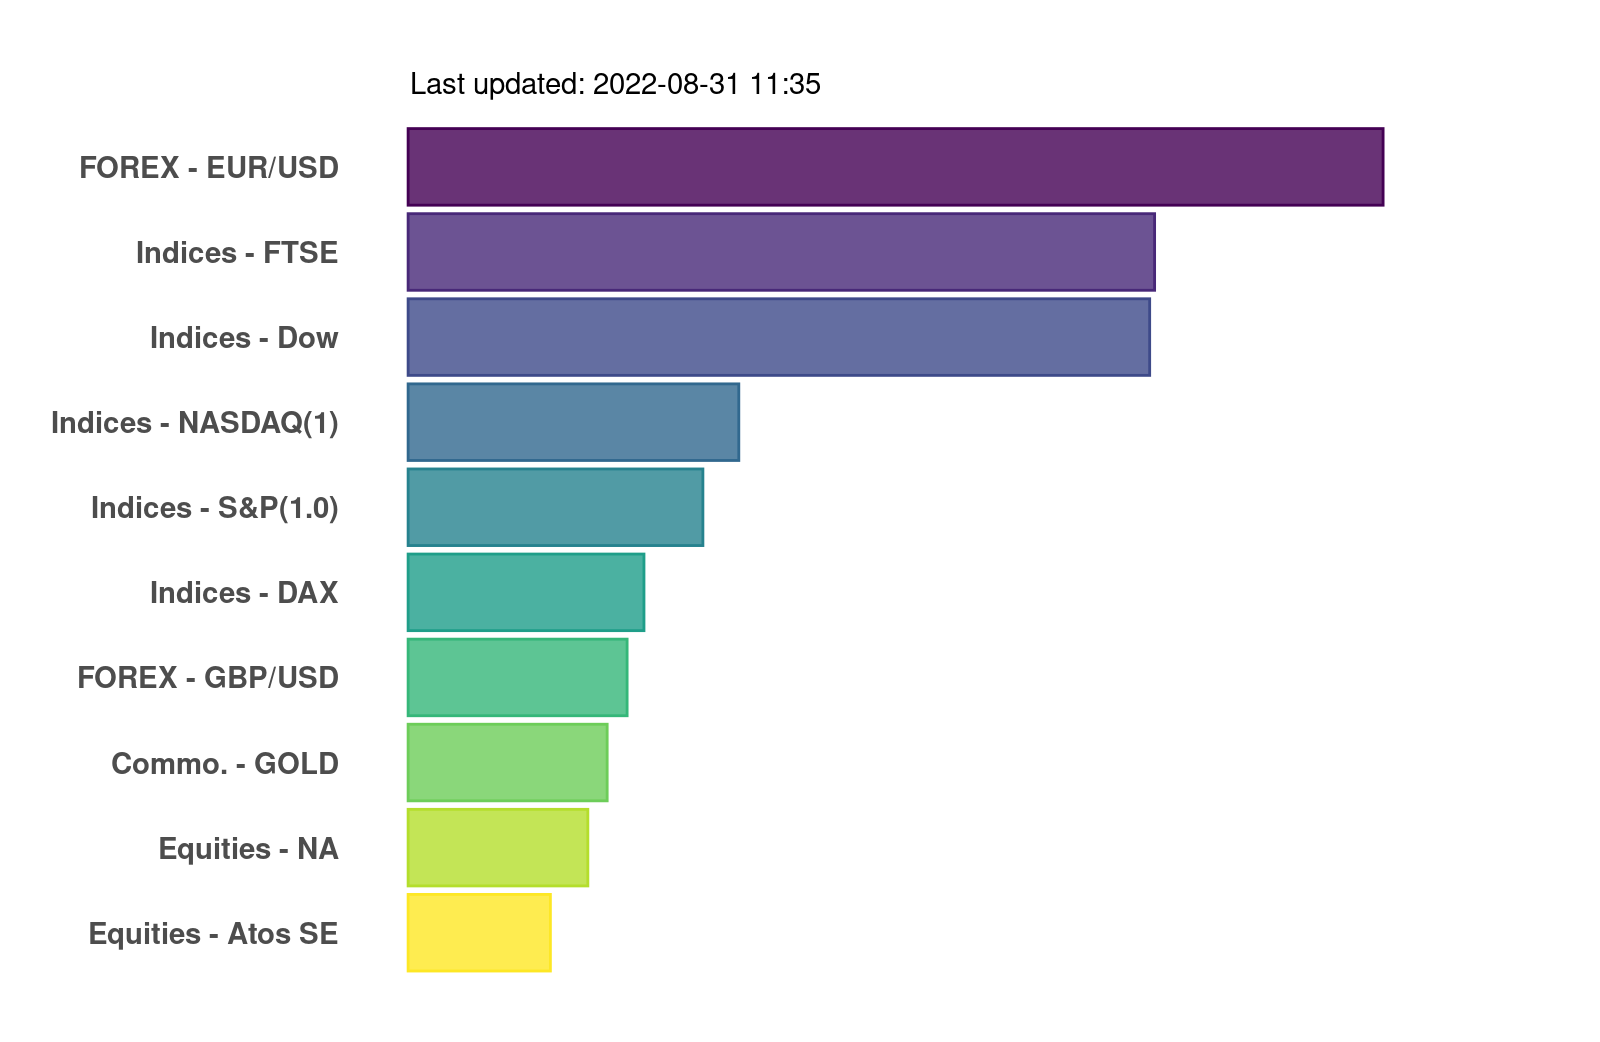 Last updated: 2022-08-31 11:35
FOREX - EUR/USD
Indices - FTSE
Indices - Dow
Indices - NASDAQ(1)
Indices - S&P(1.0)
Indices - DAX
FOREX - GBP/USD
Commo. - GOLD
Equities - NA
Equities - Atos SE